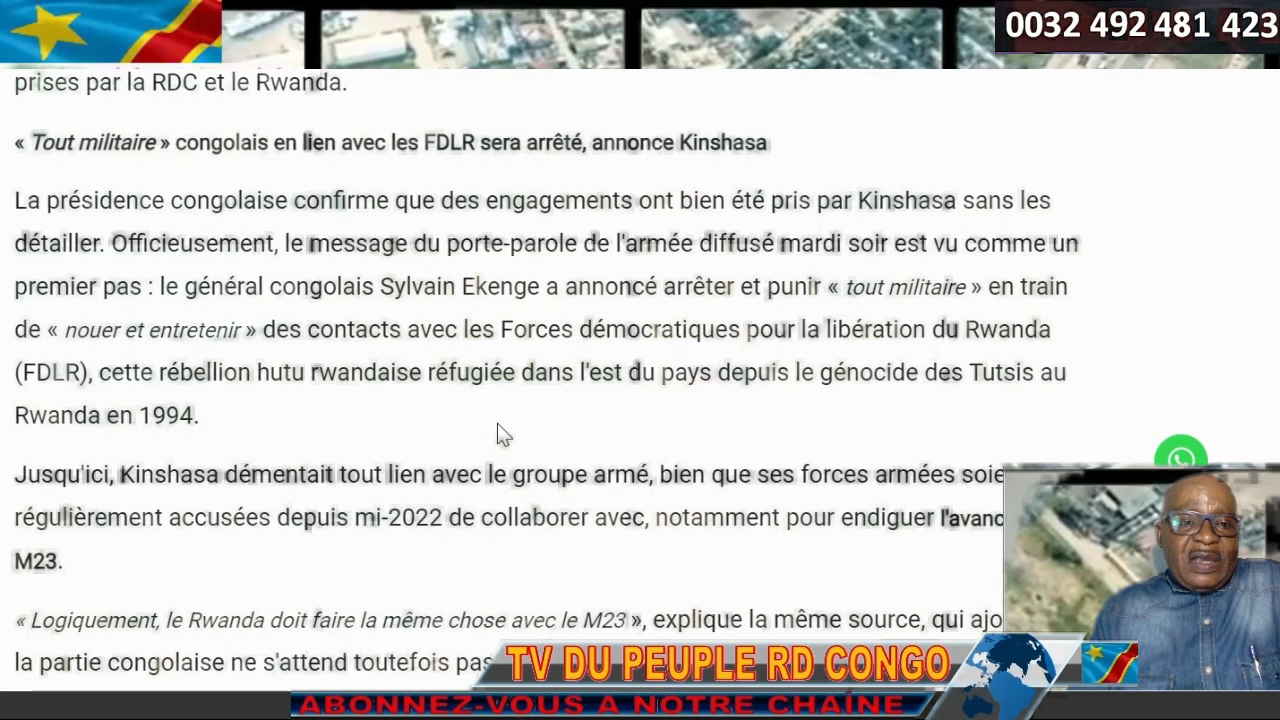 0032 492 481 423
prises par la RDC et le Rwanda.
« Tout militaire » congolais en lien avec les FDLR sera arrêté, annonce Kinshasa
La présidence congolaise confirme que des engagements ont bien été pris par Kinshasa sans les
détailler. Officieusement, le message du porte-parole de l'armée diffusé mardi soir est vu comme un
premier pas : le général congolais Sylvain Ekenge a annoncé arrêter et punir « tout militaire » en train
de « nouer et entretenir » des contacts avec les Forces démocratiques pour la libération du Rwanda
(FDLR), cette rébellion hutu rwandaise réfugiée dans l'est du pays depuis le génocide des Tutsis au
Rwanda en 1994.
Jusqu'ici, Kinshasa démentait tout lien avec le groupe armé, bien que ses forces armées soie
régulièrement accusées depuis mi-2022 de collaborer avec, notamment pour endiguer l'avanc
M23.
« Logiquement, le Rwanda doit faire la même chose avec le M23 », explique la même source, qui ajo
la partie congolaise ne s'attend toutefois pas
TV DU PEUPLE RD CONGO
ABONNEZ-VOUS A NOTRE CHAÎNE